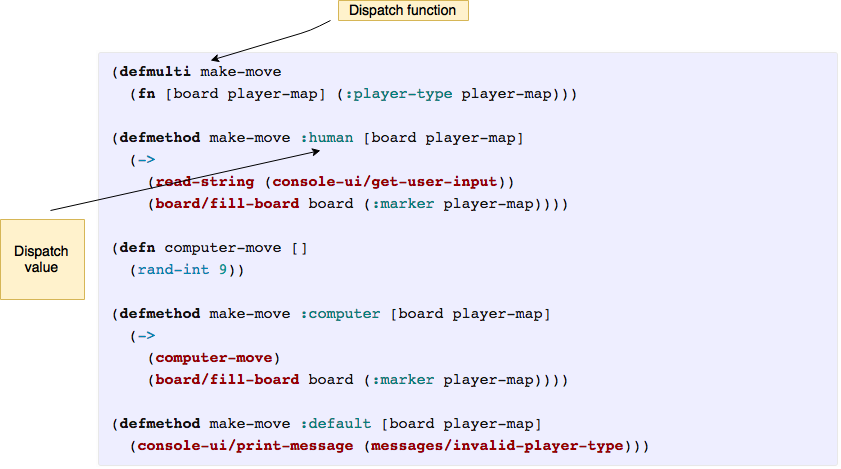 Dispatch function
(defmulti make-move
(fn [board player-map] (:player-type player-map)))
(defmethod make-move :human [board player-map]
(->
(read-string (console-ui/get-user-input))
(board/fill-board board (:marker player-map))))
Dispatch
value
(defn computer-move []
(rand-int 9))
(defmethod make-move :computer [board player-map]
(->
(computer-move)
(board/fill-board board (:marker player-map))))
(defmethod make-move :default [board player-map]
(console-ui/print-message (messages/invalid-player-type)))